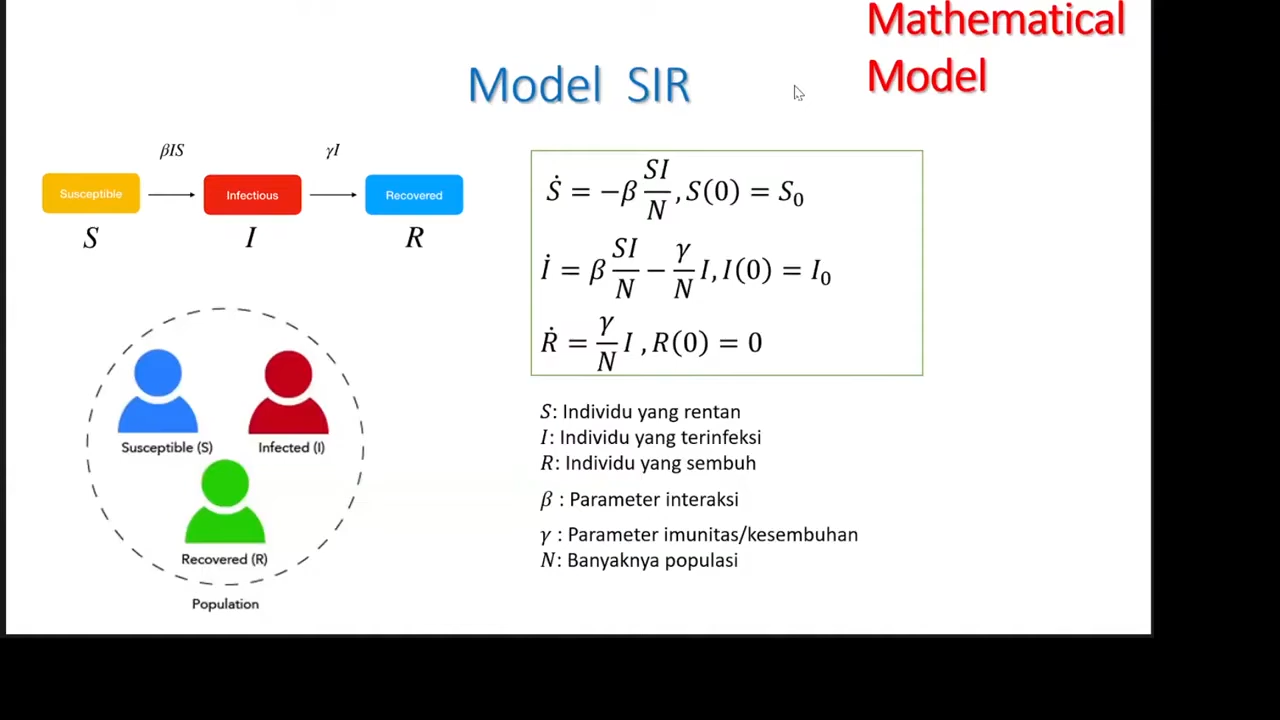 Mathematical
Model
Model SIR
βIS
γI
Susceptible
Infectious
Recovered
S
I
R
Ṡ = −β SI/N , S(0) = S₀
İ = β SI/N − γ/N I, I(0) = I₀
Ṙ = γ/N I , R(0) = 0
Susceptible (S)
Infected (I)
Recovered (R)
Population
S: Individu yang rentan
I: Individu yang terinfeksi
R: Individu yang sembuh
β : Parameter interaksi
γ : Parameter imunitas/kesembuhan
N: Banyaknya populasi